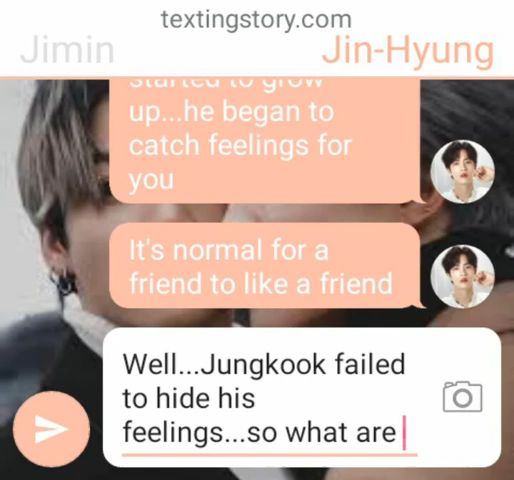 textingstory.com
Jimin Jin-Hyung
started to grow
up...he began to
catch feelings for
you
It's normal for a
friend to like a friend
Well...Jungkook failed
to hide his
feelings...so what are